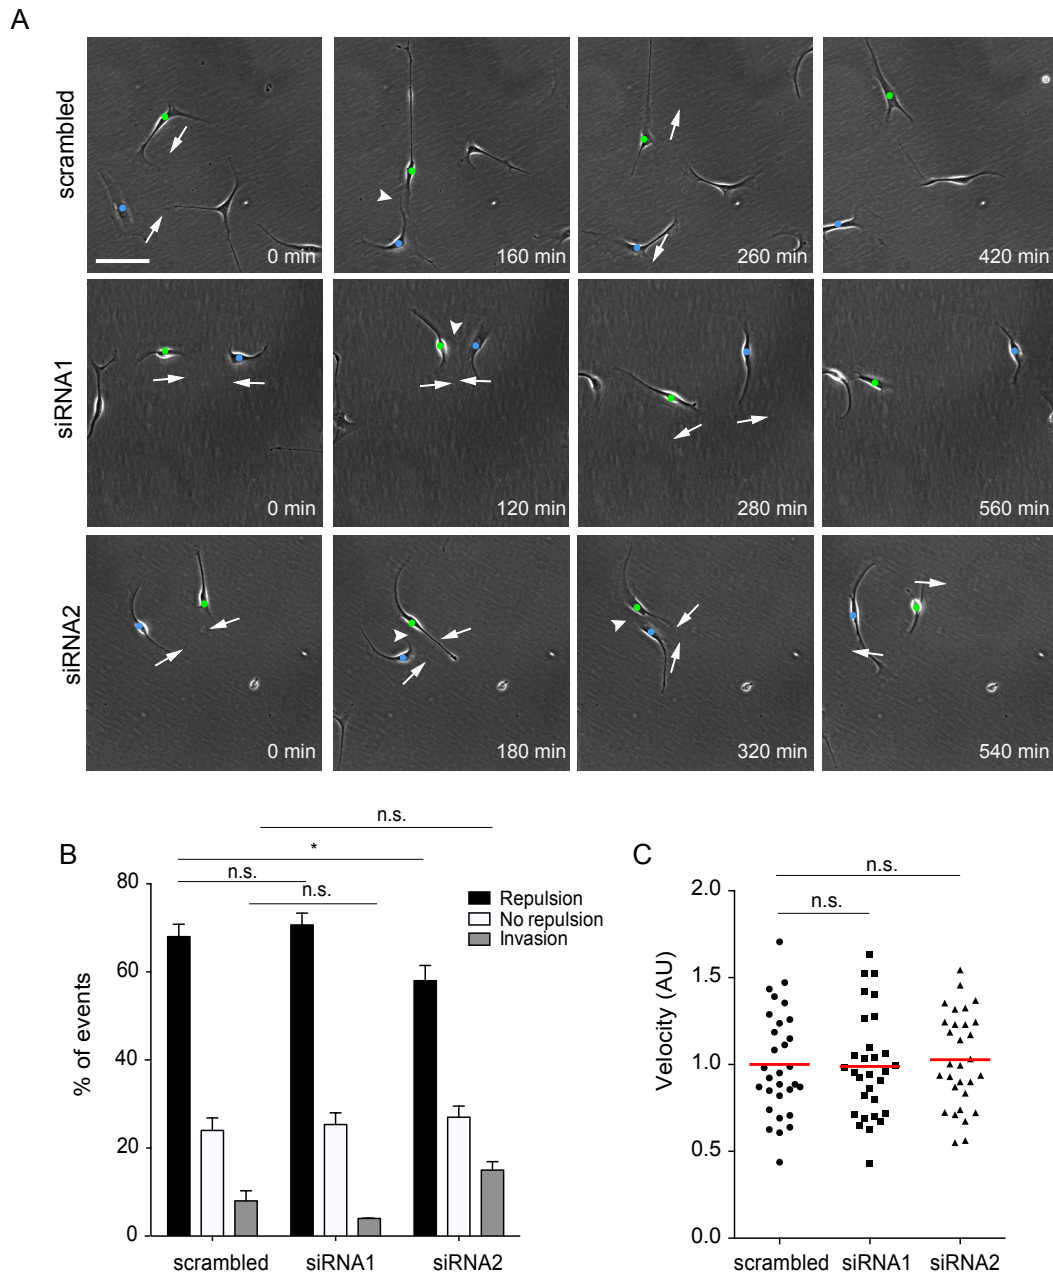 A
scrambled
0 min
160 min
260 min
420 min
siRNA1
0 min
120 min
280 min
560 min
siRNA2
0 min
180 min
320 min
540 min
B
n.s.
*
n.s.
n.s.
Repulsion
No repulsion
Invasion
% of events
80
60
40
20
0
scrambled
siRNA1
siRNA2
C
n.s.
n.s.
Velocity (AU)
2.0
1.5
1.0
0.5
0.0
scrambled
siRNA1
siRNA2